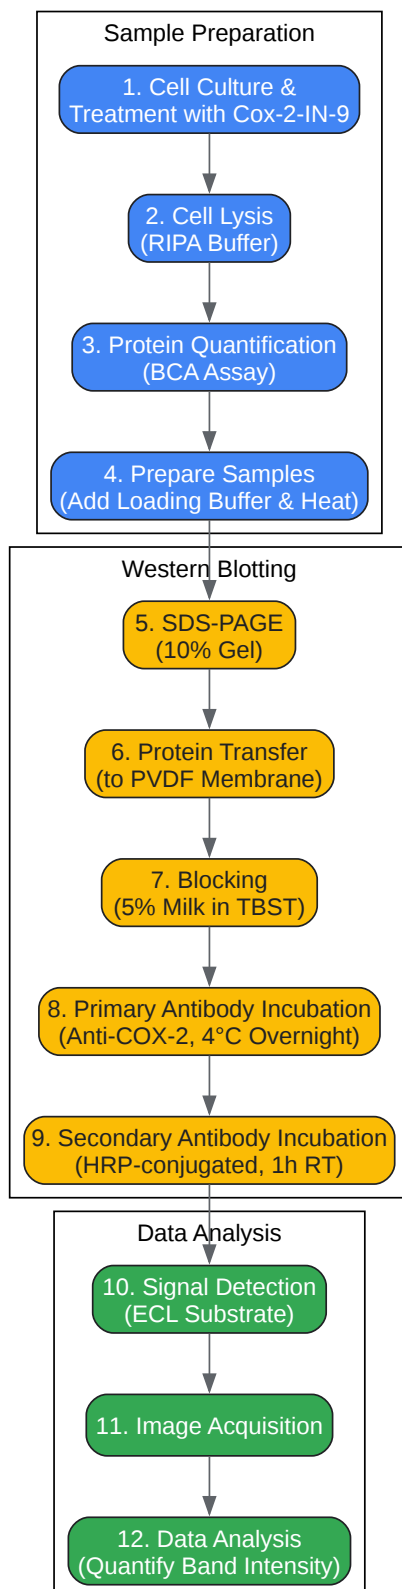 Sample Preparation
1. Cell Culture &
Treatment with Cox-2-IN-9
2. Cell Lysis
(RIPA Buffer)
3. Protein Quantification
(BCA Assay)
4. Prepare Samples
(Add Loading Buffer & Heat)
Western Blotting
5. SDS-PAGE
(10% Gel)
6. Protein Transfer
(to PVDF Membrane)
7. Blocking
(5% Milk in TBST)
8. Primary Antibody Incubation
(Anti-COX-2, 4°C Overnight)
9. Secondary Antibody Incubation
(HRP-conjugated, 1h RT)
Data Analysis
10. Signal Detection
(ECL Substrate)
11. Image Acquisition
12. Data Analysis
(Quantify Band Intensity)